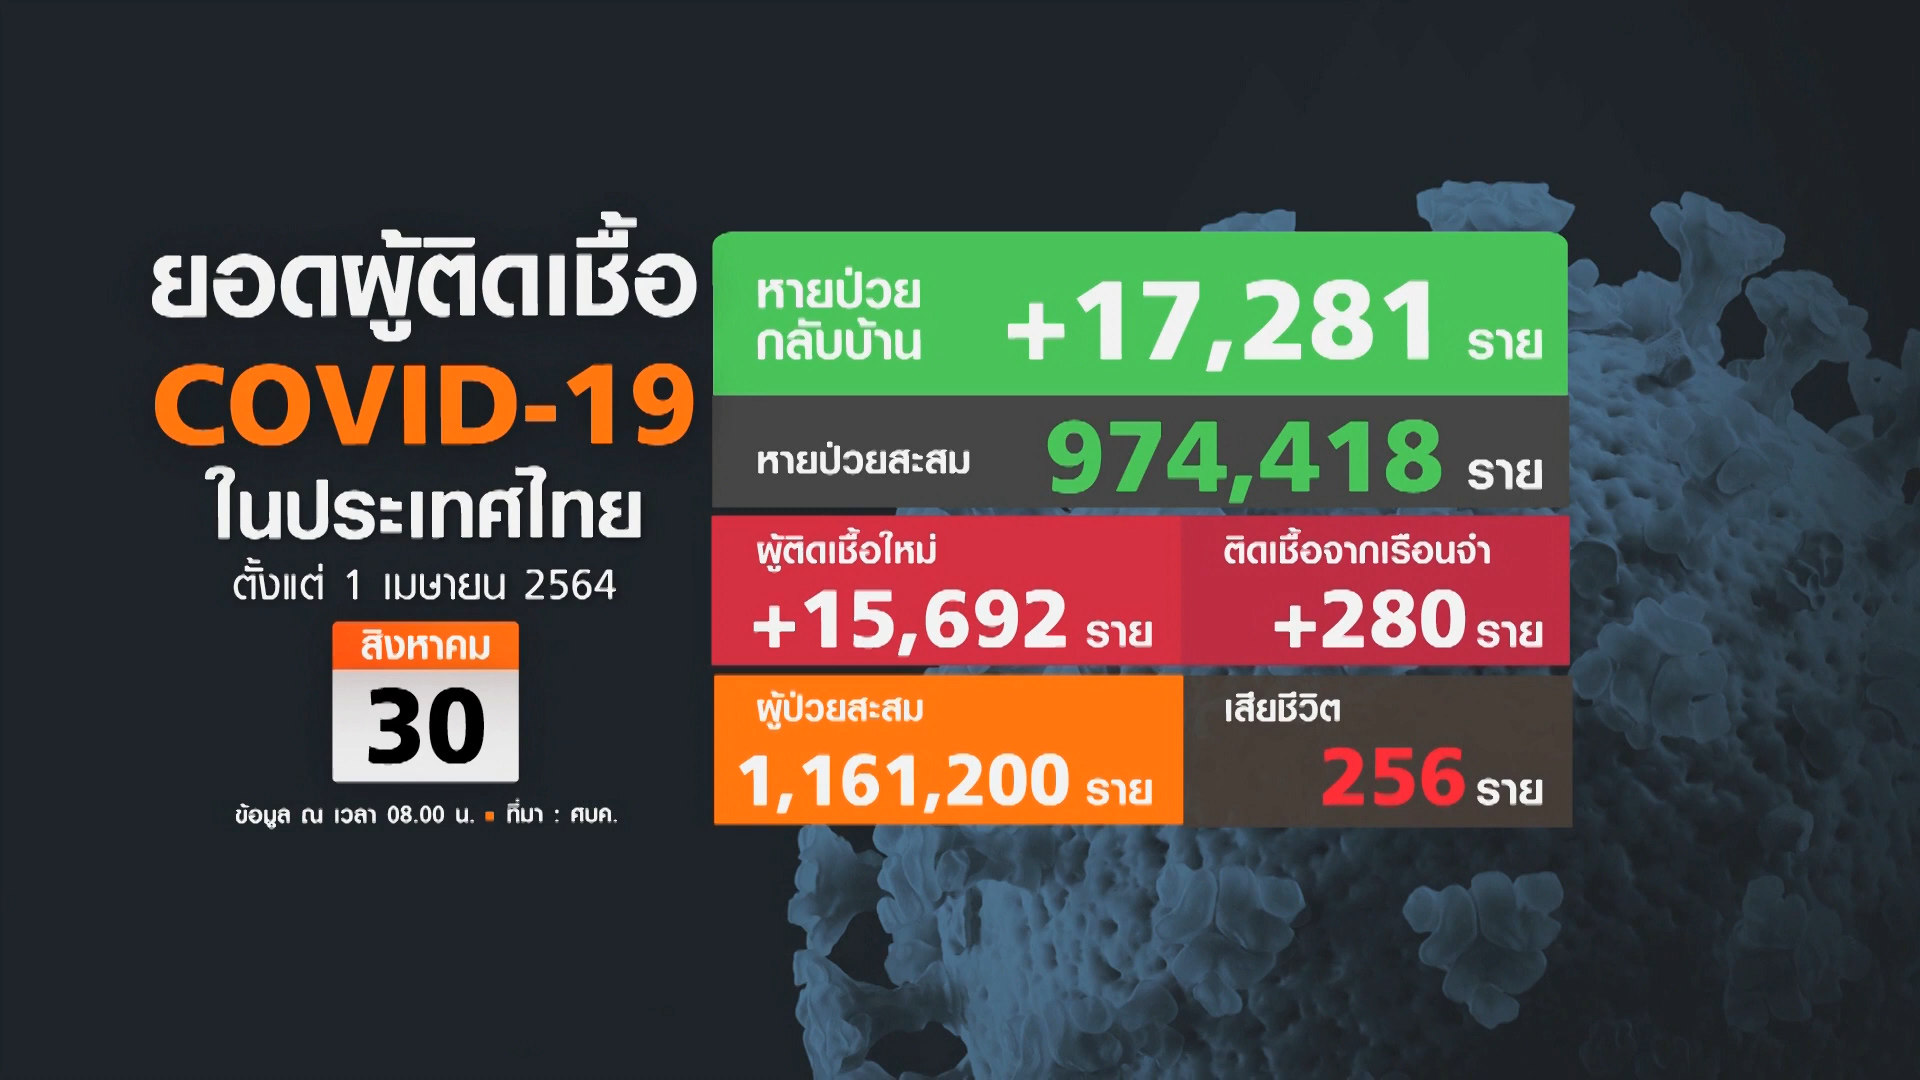 ยอดผู้ติดเชื้อ
COVID-19
ในประเทศไทย
ตั้งแต่ 1 เมษายน 2564
สิงหาคม
30
ข้อมูล ณ เวลา 08.00 น. ▪ ที่มา : ศบค.
หายป่วย
กลับบ้าน
+17,281 ราย
หายป่วยสะสม 974,418 ราย
ผู้ติดเชื้อใหม่
+15,692 ราย
ติดเชื้อจากเรือนจำ
+280 ราย
ผู้ป่วยสะสม
1,161,200 ราย
เสียชีวิต
256 ราย